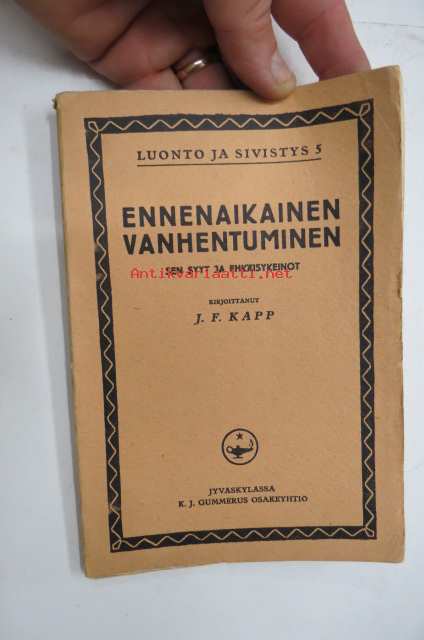 LUONTO JA SIVISTYS 5
ENNENAIKAINEN
VANHENTUMINEN
SEN SYYT JA EHKÄISYKEINOT
Antikvariaatti.net
KIRJOITTANUT
J. F. KAPP
JYVÄSKYLÄSSÄ
K. J. GUMMERUS OSAKEYHTIÖ